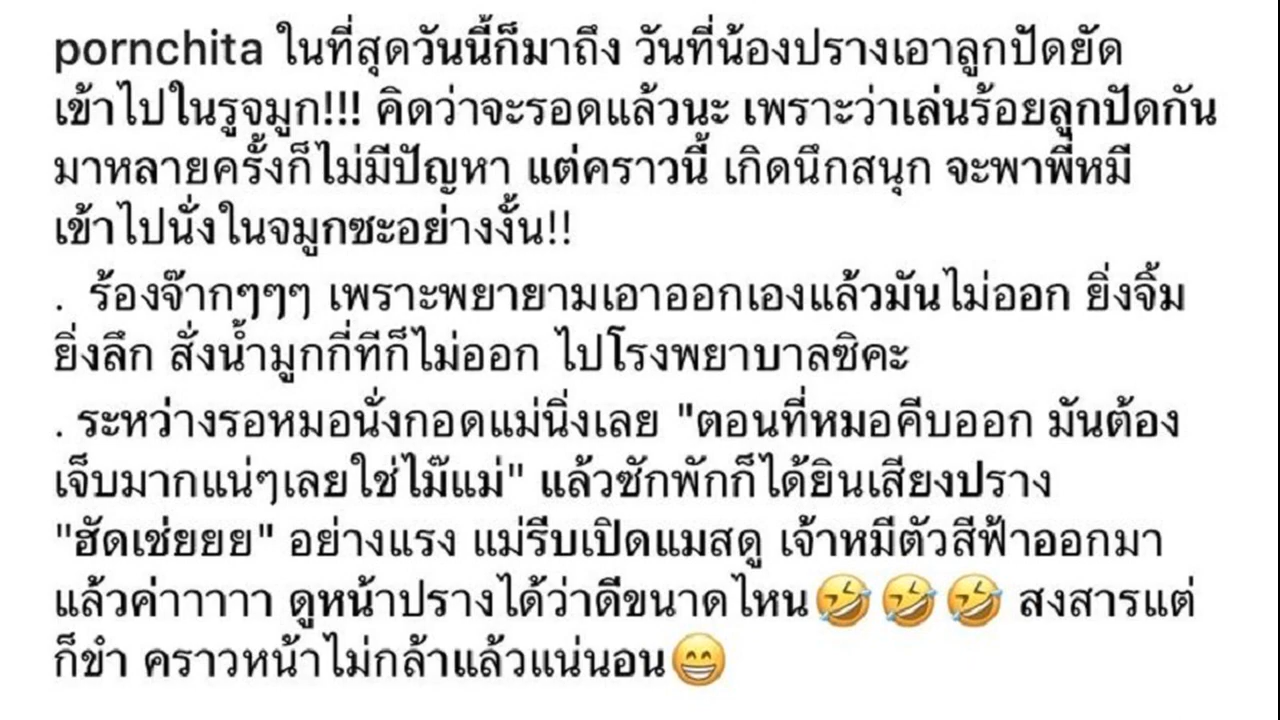 pornchita ในที่สุดวันนี้ก็มาถึง วันที่น้องปรางเอาลูกปัดยัด
เข้าไปในรูจมูก!!! คิดว่าจะรอดแล้วนะ เพราะว่าเล่นร้อยลูกปัดกัน
มาหลายครั้งก็ไม่มีปัญหา แต่คราวนี้ เกิดนึกสนุก จะพาพี่หมี
เข้าไปนั่งในจมูกซะอย่างงั้น!!
. ร้องจ๊ากๆๆๆ เพราะพยายามเอาออกเองแล้วมันไม่ออก ยิ่งจิ้ม
ยิ่งลึก สั่งน้ำมูกกี่ทีก็ไม่ออก ไปโรงพยาบาลซิคะ
. ระหว่างรอหมอนั่งกอดแม่นิ่งเลย "ตอนที่หมอคีบออก มันต้อง
เจ็บมากแน่ๆเลยใช่ไม๊แม่" แล้วซักพักก็ได้ยินเสียงปราง
"ฮัดเช่ยยย" อย่างแรง แม่รีบเปิดแมสดู เจ้าหมีตัวสีฟ้าออกมา
แล้วค่าาาาา ดูหน้าปรางได้ว่าดีขนาดไหน🤣🤣🤣 สงสารแต่
ก็ขำ คราวหน้าไม่กล้าแล้วแน่นอน😁